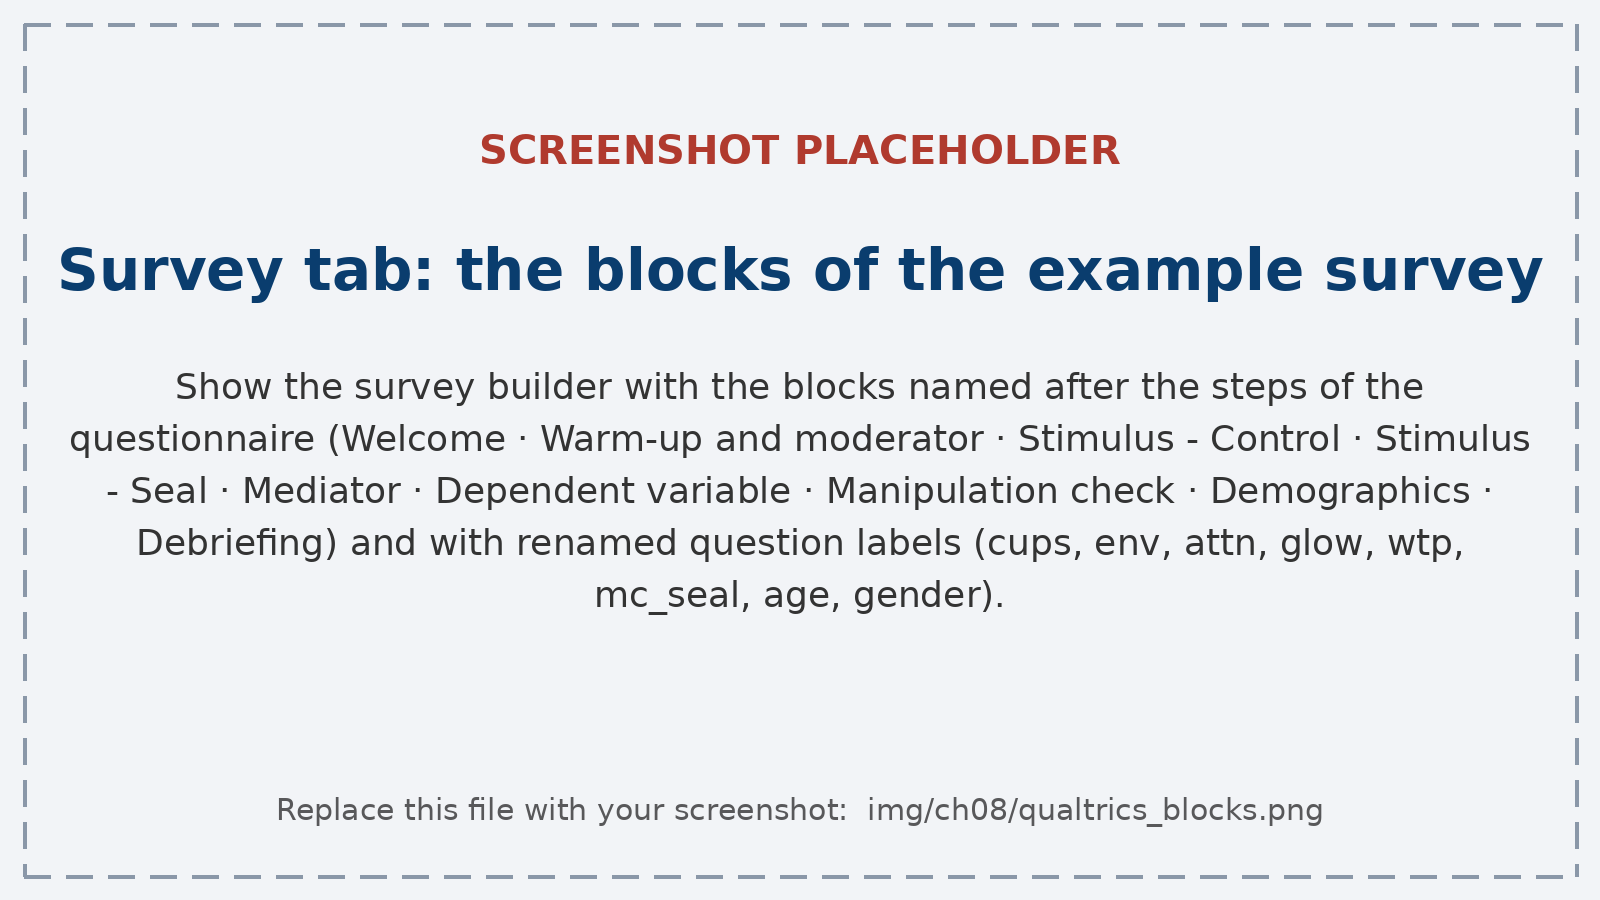 SCREENSHOT PLACEHOLDER
Survey tab: the blocks of the example survey
Show the survey builder with the blocks named after the steps of the
questionnaire (Welcome · Warm-up and moderator · Stimulus - Control · Stimulus
- Seal · Mediator · Dependent variable · Manipulation check · Demographics ·
Debriefing) and with renamed question labels (cups, env, attn, glow, wtp,
mc_seal, age, gender).
Replace this file with your screenshot:  img/ch08/qualtrics_blocks.png